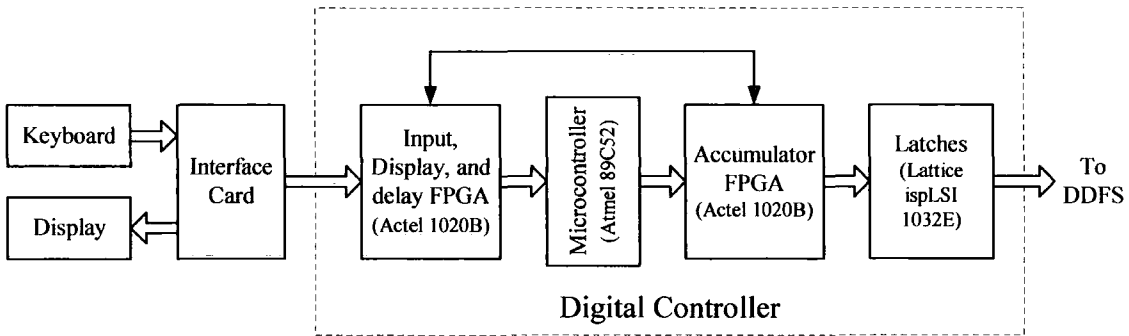 Keyboard
Display
Interface
Card
Input,
Display, and
delay FPGA
(Actel 1020B)
Microcontroller
(Atmel 89C52)
Accumulator
FPGA
(Actel 1020B)
Latches
(Lattice
ispLSI
1032E)
To
DDFS
Digital Controller